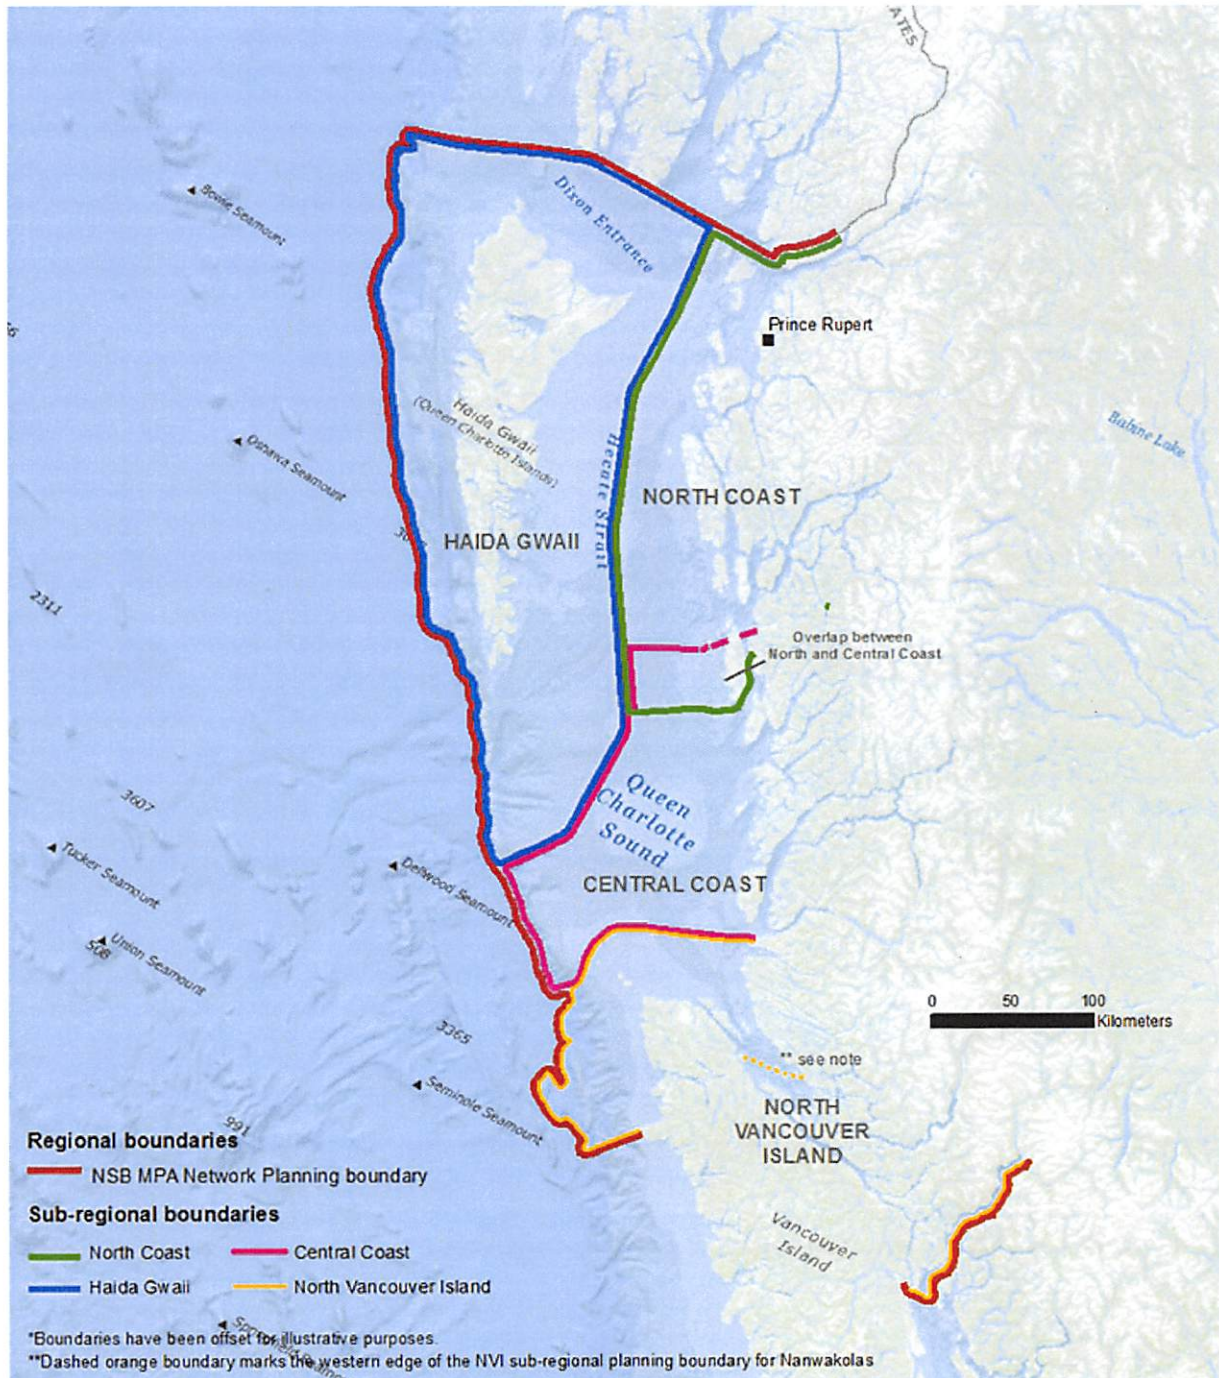 ATES
Bowie Seamount
Dixon Entrance
Prince Rupert
Haida Gwaii
(Queen Charlotte Islands)
Oshawa Seamount
Babine Lake
Hecate Strait
NORTH COAST
HAIDA GWAII
2311
Overlap between
North and Central Coast
3607
Queen
Charlotte
Sound
Tucker Seamount
Dellwood Seamount
CENTRAL COAST
Union Seamount
508
0 50 100
Kilometers
3365
** see note
Seminole Seamount
NORTH
VANCOUVER
ISLAND
991
Vancouver
Island
Regional boundaries
NSB MPA Network Planning boundary
Sub-regional boundaries
North Coast
Central Coast
Haida Gwaii
North Vancouver Island
*Boundaries have been offset for illustrative purposes.
**Dashed orange boundary marks the western edge of the NVI sub-regional planning boundary for Nanwakolas